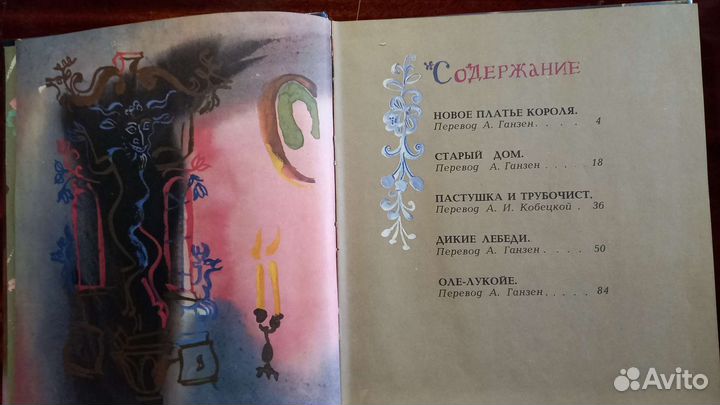 Содержание
НОВОЕ ПЛАТЬЕ КОРОЛЯ.
Перевод А. Ганзен. . . . . 4
СТАРЫЙ ДОМ.
Перевод А. Ганзен. . . . . 18
ПАСТУШКА И ТРУБОЧИСТ.
Перевод А. И. Кобецкой . 36
ДИКИЕ ЛЕБЕДИ.
Перевод А. Ганзен. . . . . 50
ОЛЕ-ЛУКОЙЕ.
Перевод А. Ганзен. . . . . 84
Avito